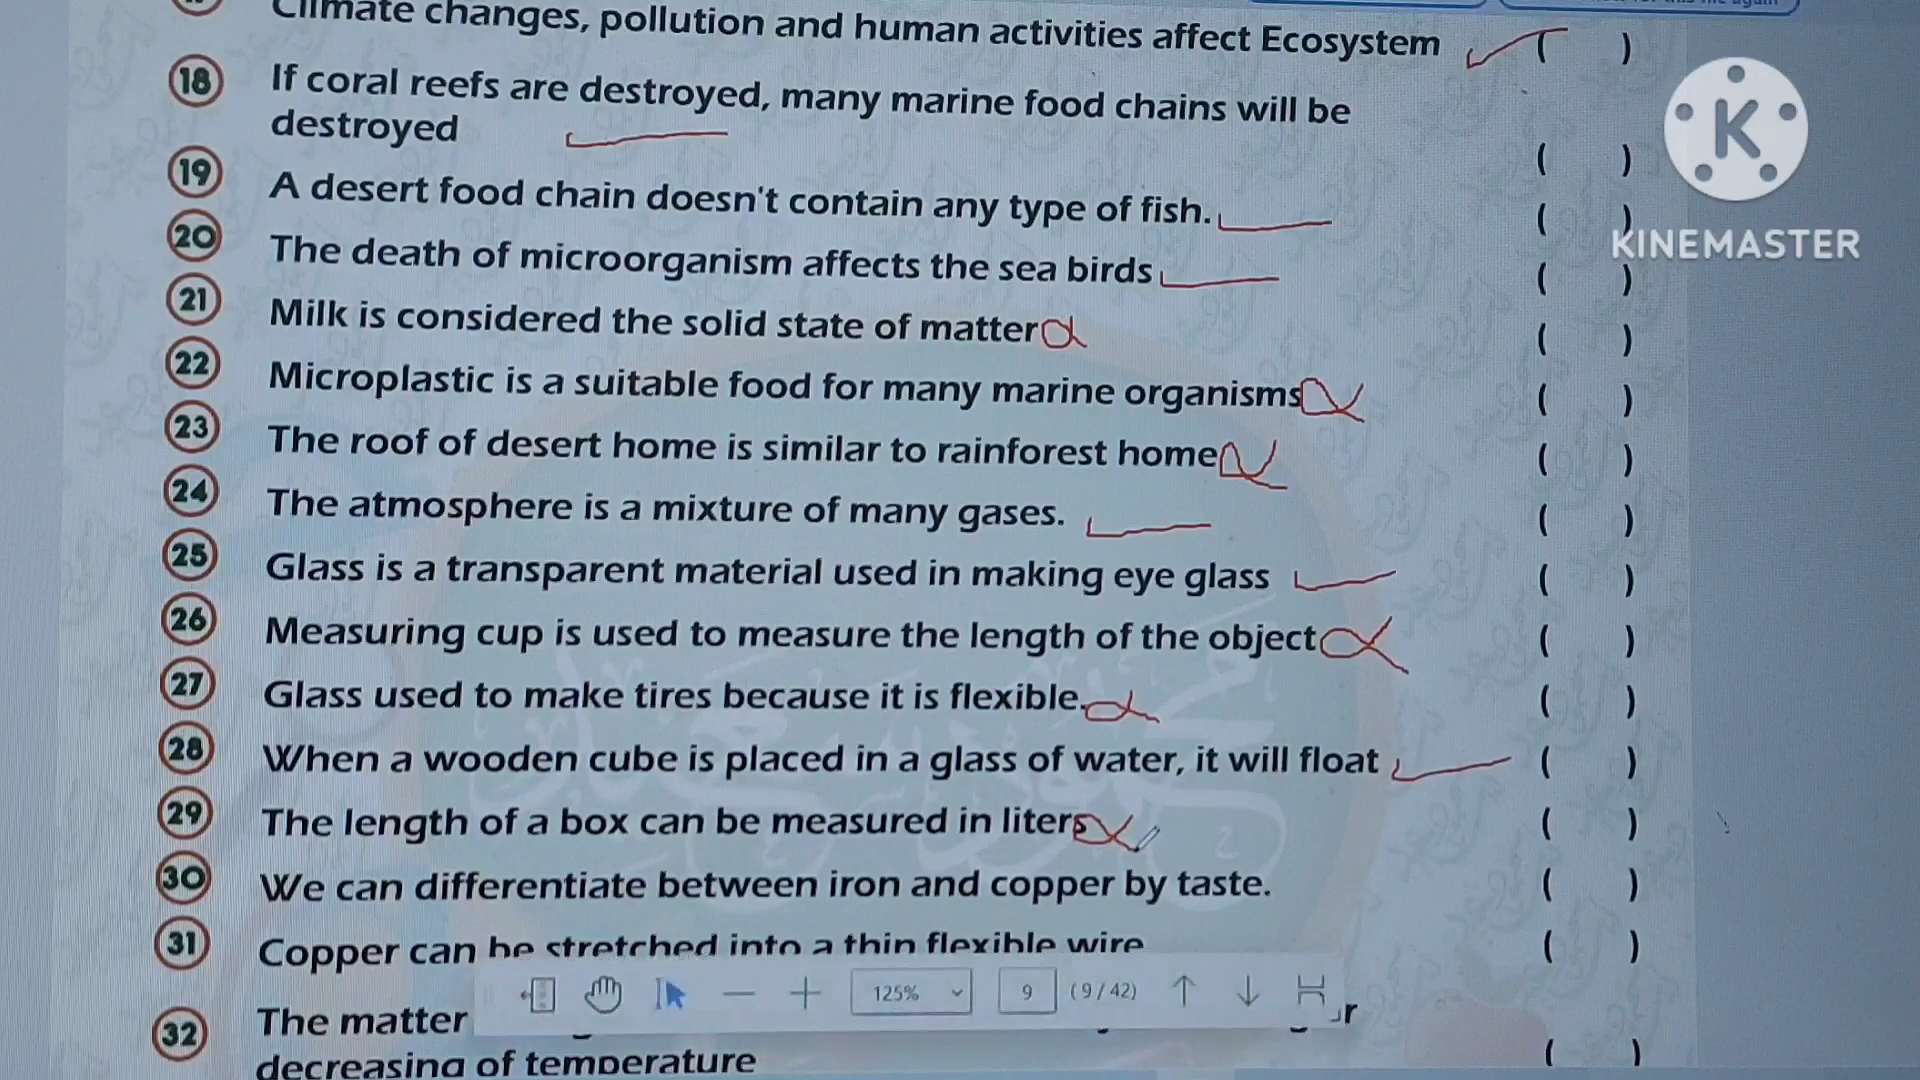 Climate changes, pollution and human activities affect Ecosystem ( )
18 If coral reefs are destroyed, many marine food chains will be
destroyed ( )
19 A desert food chain doesn't contain any type of fish. ( )
20 The death of microorganism affects the sea birds ( )
21 Milk is considered the solid state of matter ( )
22 Microplastic is a suitable food for many marine organisms ( )
23 The roof of desert home is similar to rainforest home ( )
24 The atmosphere is a mixture of many gases. ( )
25 Glass is a transparent material used in making eye glass ( )
26 Measuring cup is used to measure the length of the object ( )
27 Glass used to make tires because it is flexible. ( )
28 When a wooden cube is placed in a glass of water, it will float ( )
29 The length of a box can be measured in liters ( )
30 We can differentiate between iron and copper by taste. ( )
31 Copper can be stretched into a thin flexible wire ( )
32 The matter
decreasing of temperature ( )
125% 9 (9 / 42)
K
KINEMASTER